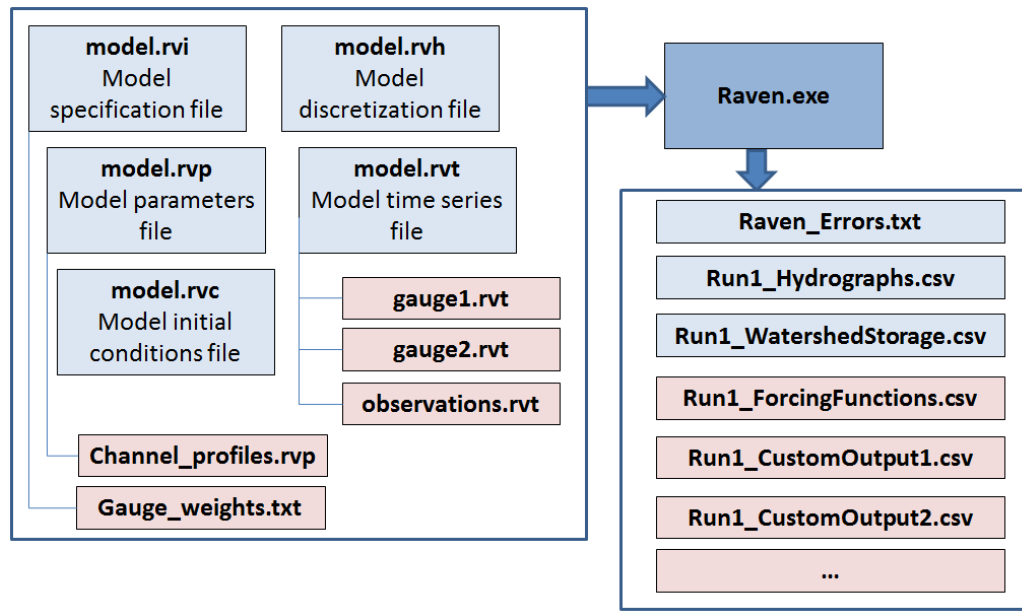 model.rvi
Model
specification file
model.rvh
Model
discretization file
model.rvp
Model parameters
file
model.rvt
Model time series
file
model.rvc
Model initial
conditions file
gauge1.rvt
gauge2.rvt
observations.rvt
Channel_profiles.rvp
Gauge_weights.txt
Raven.exe
Raven_Errors.txt
Run1_Hydrographs.csv
Run1_WatershedStorage.csv
Run1_ForcingFunctions.csv
Run1_CustomOutput1.csv
Run1_CustomOutput2.csv
...